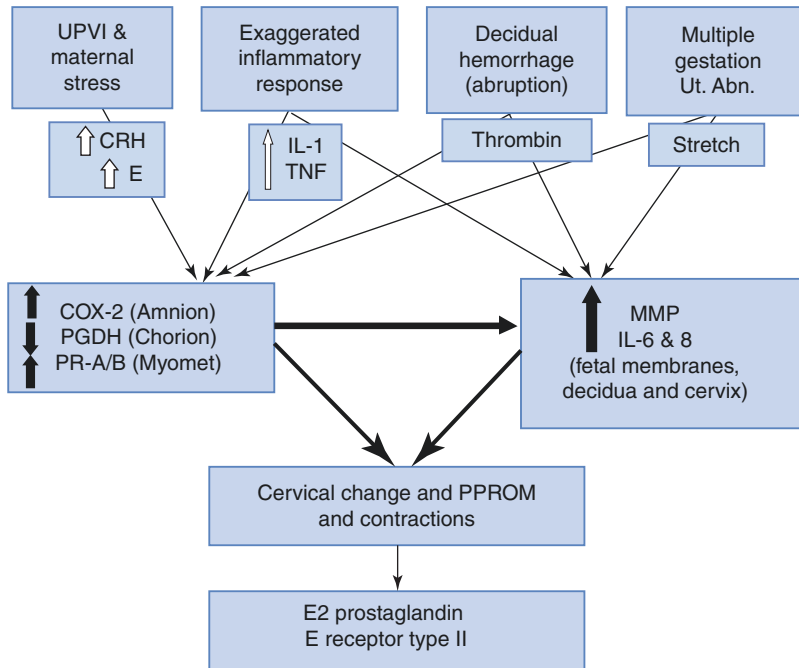 UPVI &
maternal
stress
Exaggerated
inflammatory
response
Decidual
hemorrhage
(abruption)
Multiple
gestation
Ut. Abn.
CRH
E
IL-1
TNF
Thrombin
Stretch
COX-2 (Amnion)
PGDH (Chorion)
PR-A/B (Myomet)
MMP
IL-6 & 8
(fetal membranes,
decidua and cervix)
Cervical change and PPROM
and contractions
E2 prostaglandin
E receptor type II